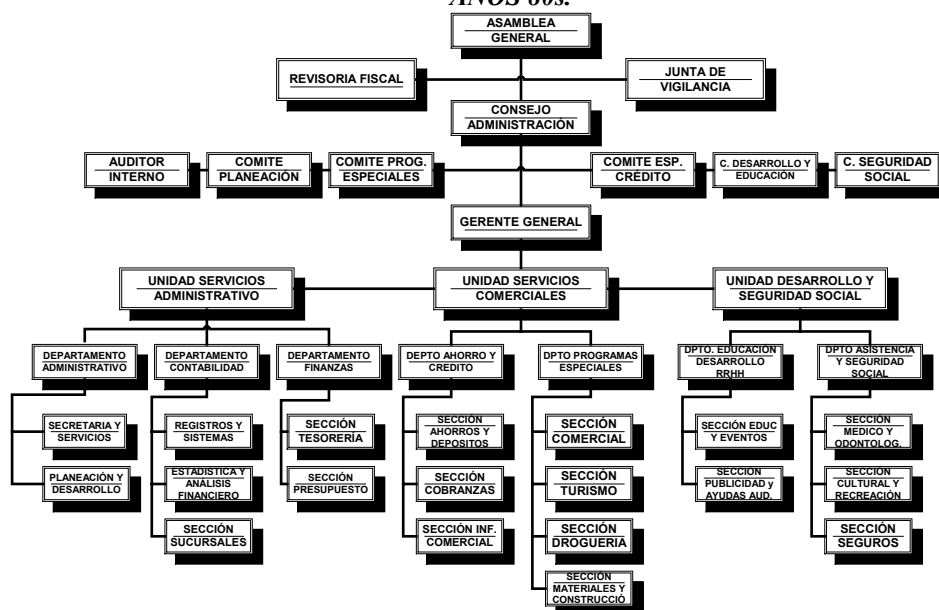 AÑOS 80s.
ASAMBLEA
GENERAL
REVISORIA FISCAL
JUNTA DE
VIGILANCIA
CONSEJO
ADMINISTRACIÓN
AUDITOR
INTERNO
COMITE
PLANEACIÓN
COMITE PROG.
ESPECIALES
COMITE ESP.
CRÉDITO
C. DESARROLLO Y
EDUCACIÓN
C. SEGURIDAD
SOCIAL
GERENTE GENERAL
UNIDAD SERVICIOS
ADMINISTRATIVO
UNIDAD SERVICIOS
COMERCIALES
UNIDAD DESARROLLO Y
SEGURIDAD SOCIAL
DEPARTAMENTO
ADMINISTRATIVO
DEPARTAMENTO
CONTABILIDAD
DEPARTAMENTO
FINANZAS
DEPTO AHORRO Y
CREDITO
DPTO PROGRAMAS
ESPECIALES
DPTO. EDUCACIÓN
DESARROLLO
RRHH
DPTO ASISTENCIA
Y SEGURIDAD
SOCIAL
SECRETARIA Y
SERVICIOS
REGISTROS Y
SISTEMAS
SECCIÓN
TESORERÍA
SECCIÓN
AHORROS Y
DEPOSITOS
SECCIÓN
COMERCIAL
SECCIÓN EDUC
Y EVENTOS
SECCIÓN
MEDICO Y
ODONTOLOG.
PLANEACIÓN Y
DESARROLLO
ESTADISTICA Y
ANÁLISIS
FINANCIERO
SECCIÓN
PRESUPUESTO
SECCIÓN
COBRANZAS
SECCIÓN
TURISMO
SECCIÓN
PUBLICIDAD y
AYUDAS AUD.
SECCIÓN
CULTURAL Y
RECREACIÓN
SECCIÓN
SUCURSALES
SECCIÓN INF.
COMERCIAL
SECCIÓN
DROGUERIA
SECCIÓN
SEGUROS
SECCIÓN
MATERIALES Y
CONSTRUCCIÓ